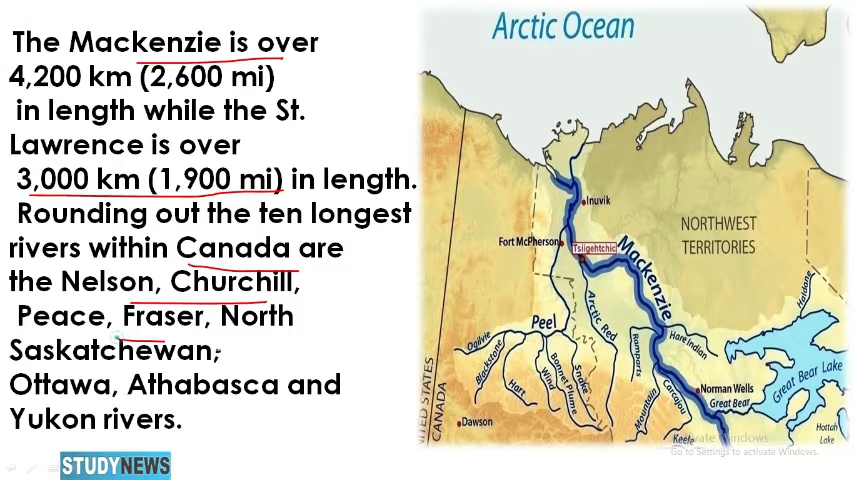 The Mackenzie is over
4,200 km (2,600 mi)
in length while the St.
Lawrence is over
3,000 km (1,900 mi) in length.
Rounding out the ten longest
rivers within Canada are
the Nelson, Churchill,
Peace, Fraser, North
Saskatchewan,
Ottawa, Athabasca and
Yukon rivers.
STUDYNEWS
Arctic Ocean
Inuvik
NORTHWEST
TERRITORIES
Fort McPherson
Tsiigehtchic
Mackenzie
Haldane
Arctic Red
Peel
Ogilvie
Blackstone
Hart
Wind
Bonnet Plume
Snake
Ramparts
Hare Indian
Great Bear Lake
Mountain
Carcajou
Norman Wells
Great Bear
UNITED STATES
CANADA
Dawson
Keele
Hottah
Lake
Activate Windows
Go to Settings to activate Windows.